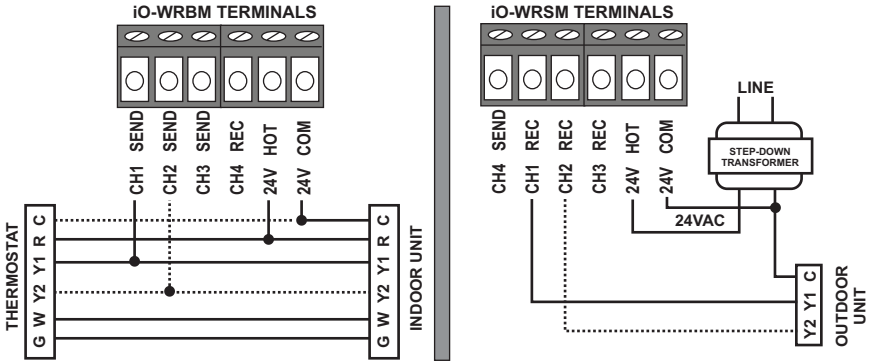 iO-WRBM TERMINALS
CH1 SEND
CH2 SEND
CH3 SEND
CH4 REC
24V HOT
24V COM
THERMOSTAT
C
R
Y1
Y2
W
G
C
R
Y1
Y2
W
G
INDOOR UNIT
iO-WRSM TERMINALS
CH4 SEND
CH1 REC
CH2 REC
CH3 REC
24V HOT
24V COM
LINE
STEP-DOWN
TRANSFORMER
24VAC
C
Y1
Y2
OUTDOOR
UNIT